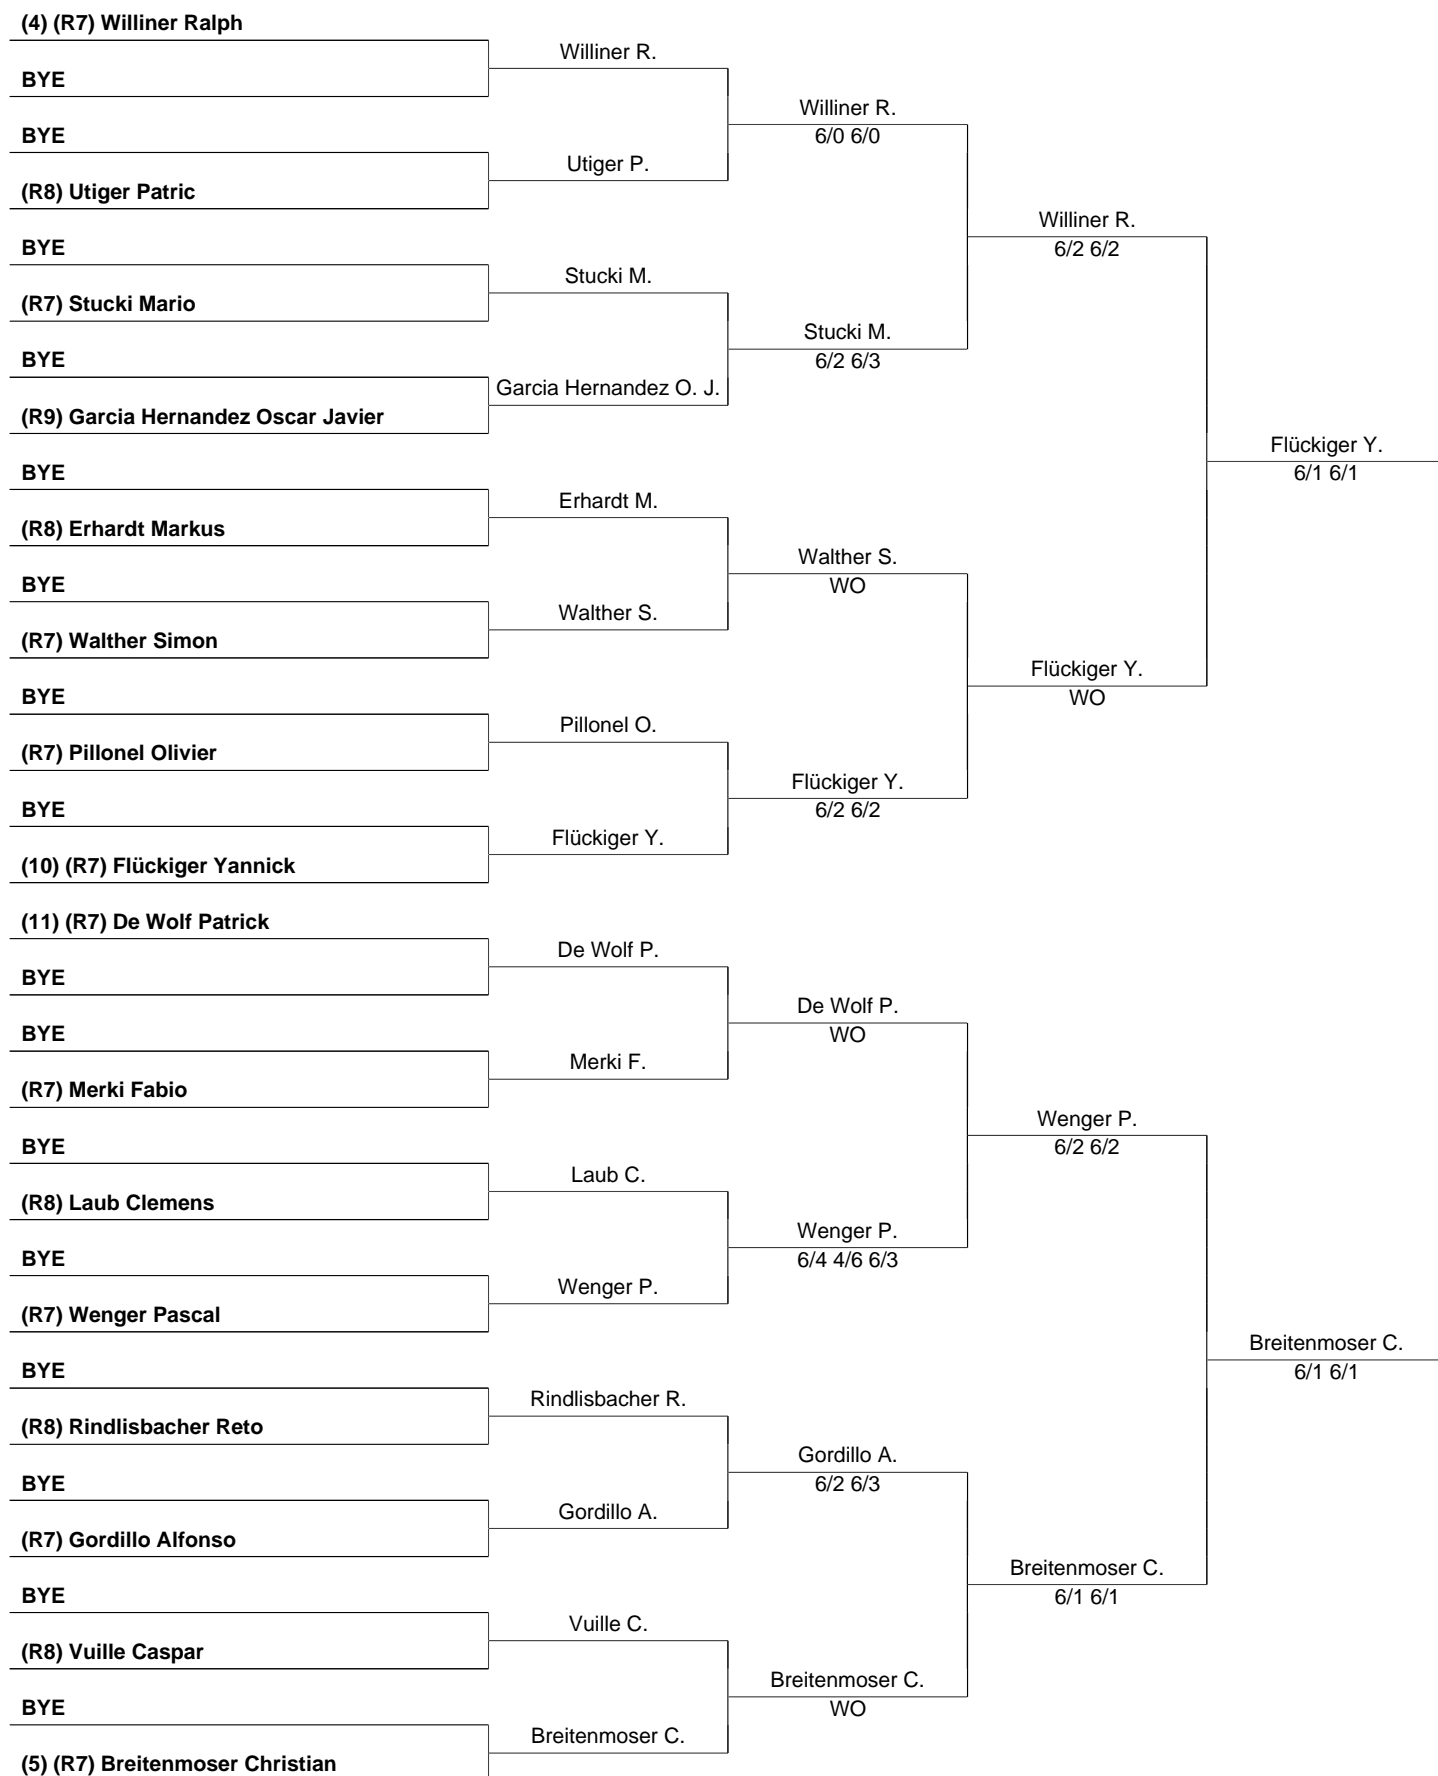 (4) (R7) Williner Ralph
Williner R.
BYE
Williner R.
6/0 6/0
BYE
Utiger P.
(R8) Utiger Patric
Williner R.
6/2 6/2
BYE
Stucki M.
(R7) Stucki Mario
Stucki M.
6/2 6/3
BYE
Garcia Hernandez O. J.
(R9) Garcia Hernandez Oscar Javier
Flückiger Y.
6/1 6/1
BYE
Erhardt M.
(R8) Erhardt Markus
Walther S.
WO
BYE
Walther S.
(R7) Walther Simon
Flückiger Y.
WO
BYE
Pillonel O.
(R7) Pillonel Olivier
Flückiger Y.
6/2 6/2
BYE
Flückiger Y.
(10) (R7) Flückiger Yannick
(11) (R7) De Wolf Patrick
De Wolf P.
BYE
De Wolf P.
WO
BYE
Merki F.
(R7) Merki Fabio
Wenger P.
6/2 6/2
BYE
Laub C.
(R8) Laub Clemens
Wenger P.
6/4 4/6 6/3
BYE
Wenger P.
(R7) Wenger Pascal
Breitenmoser C.
6/1 6/1
BYE
Rindlisbacher R.
(R8) Rindlisbacher Reto
Gordillo A.
6/2 6/3
BYE
Gordillo A.
(R7) Gordillo Alfonso
Breitenmoser C.
6/1 6/1
BYE
Vuille C.
(R8) Vuille Caspar
Breitenmoser C.
WO
BYE
Breitenmoser C.
(5) (R7) Breitenmoser Christian